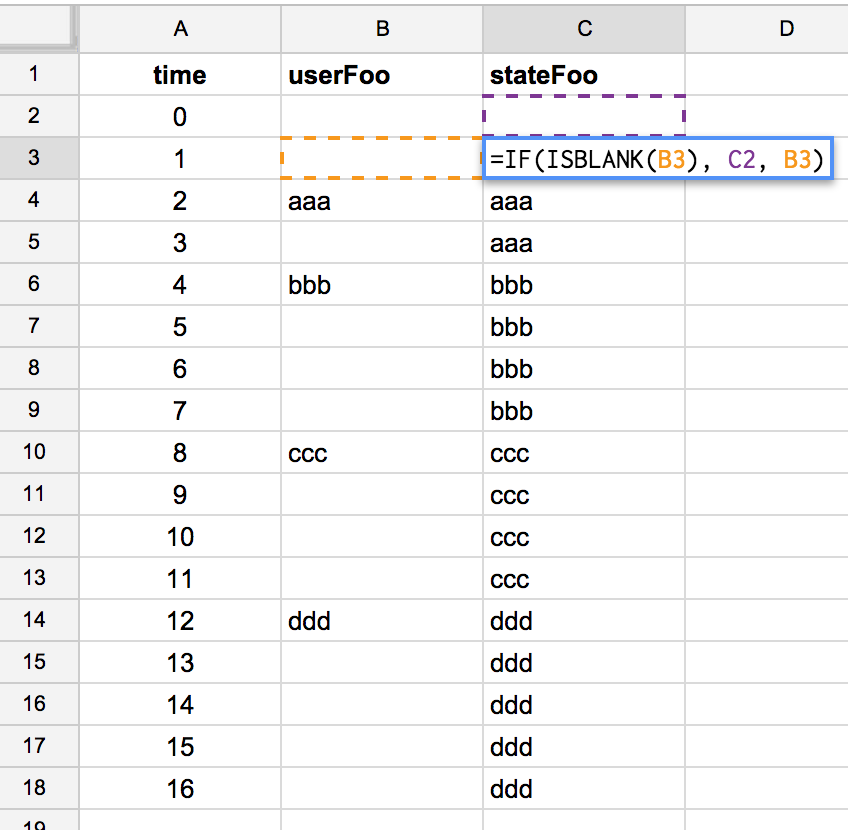 A B C D
1 time userFoo stateFoo
2 0
3 1 =IF(ISBLANK(B3), C2, B3)
4 2 aaa aaa
5 3 aaa
6 4 bbb bbb
7 5 bbb
8 6 bbb
9 7 bbb
10 8 ccc ccc
11 9 ccc
12 10 ccc
13 11 ccc
14 12 ddd ddd
15 13 ddd
16 14 ddd
17 15 ddd
18 16 ddd
19